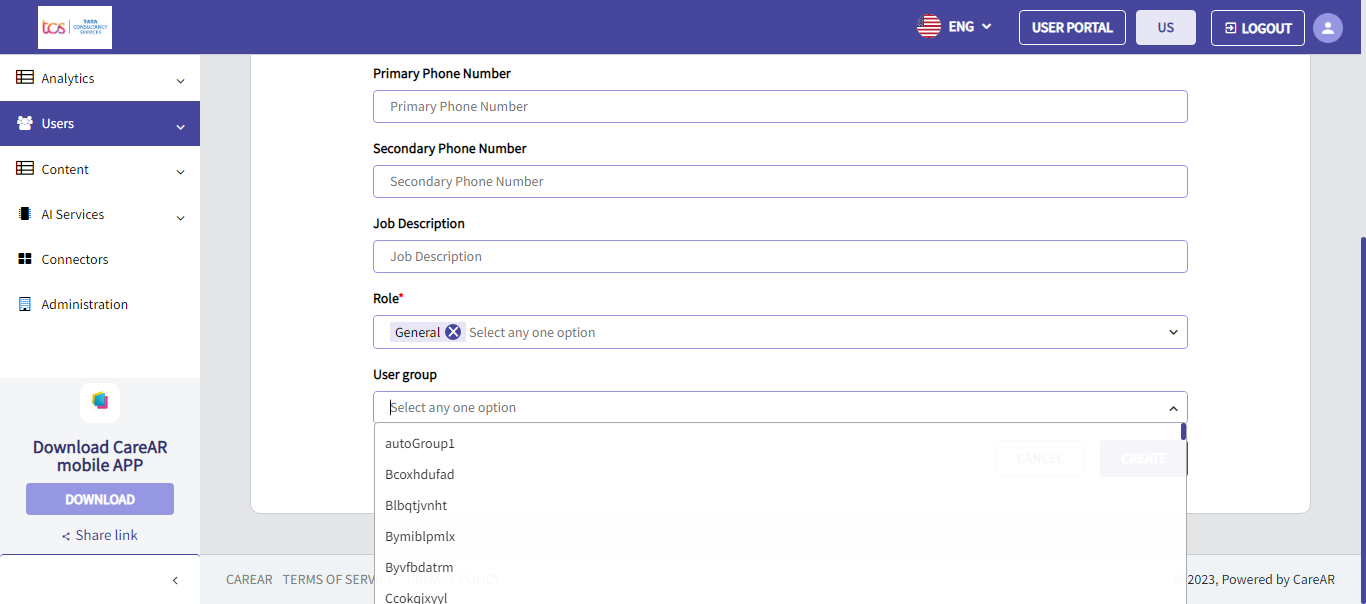 tcs TATA
CONSULTANCY
SERVICES
ENG
USER PORTAL
US
LOGOUT
Analytics
Users
Content
AI Services
Connectors
Administration
Download CareAR
mobile APP
DOWNLOAD
Share link
Primary Phone Number
Primary Phone Number
Secondary Phone Number
Secondary Phone Number
Job Description
Job Description
Role*
General Select any one option
User group
Select any one option
autoGroup1
CANCEL CREATE
Bcoxhdufad
Blbqtjvnht
Bymiblpmlx
Byvfbdatrm
Ccokqjxyyl
CAREAR TERMS OF SERVICE PRIVACY POLICY © 2023, Powered by CareAR